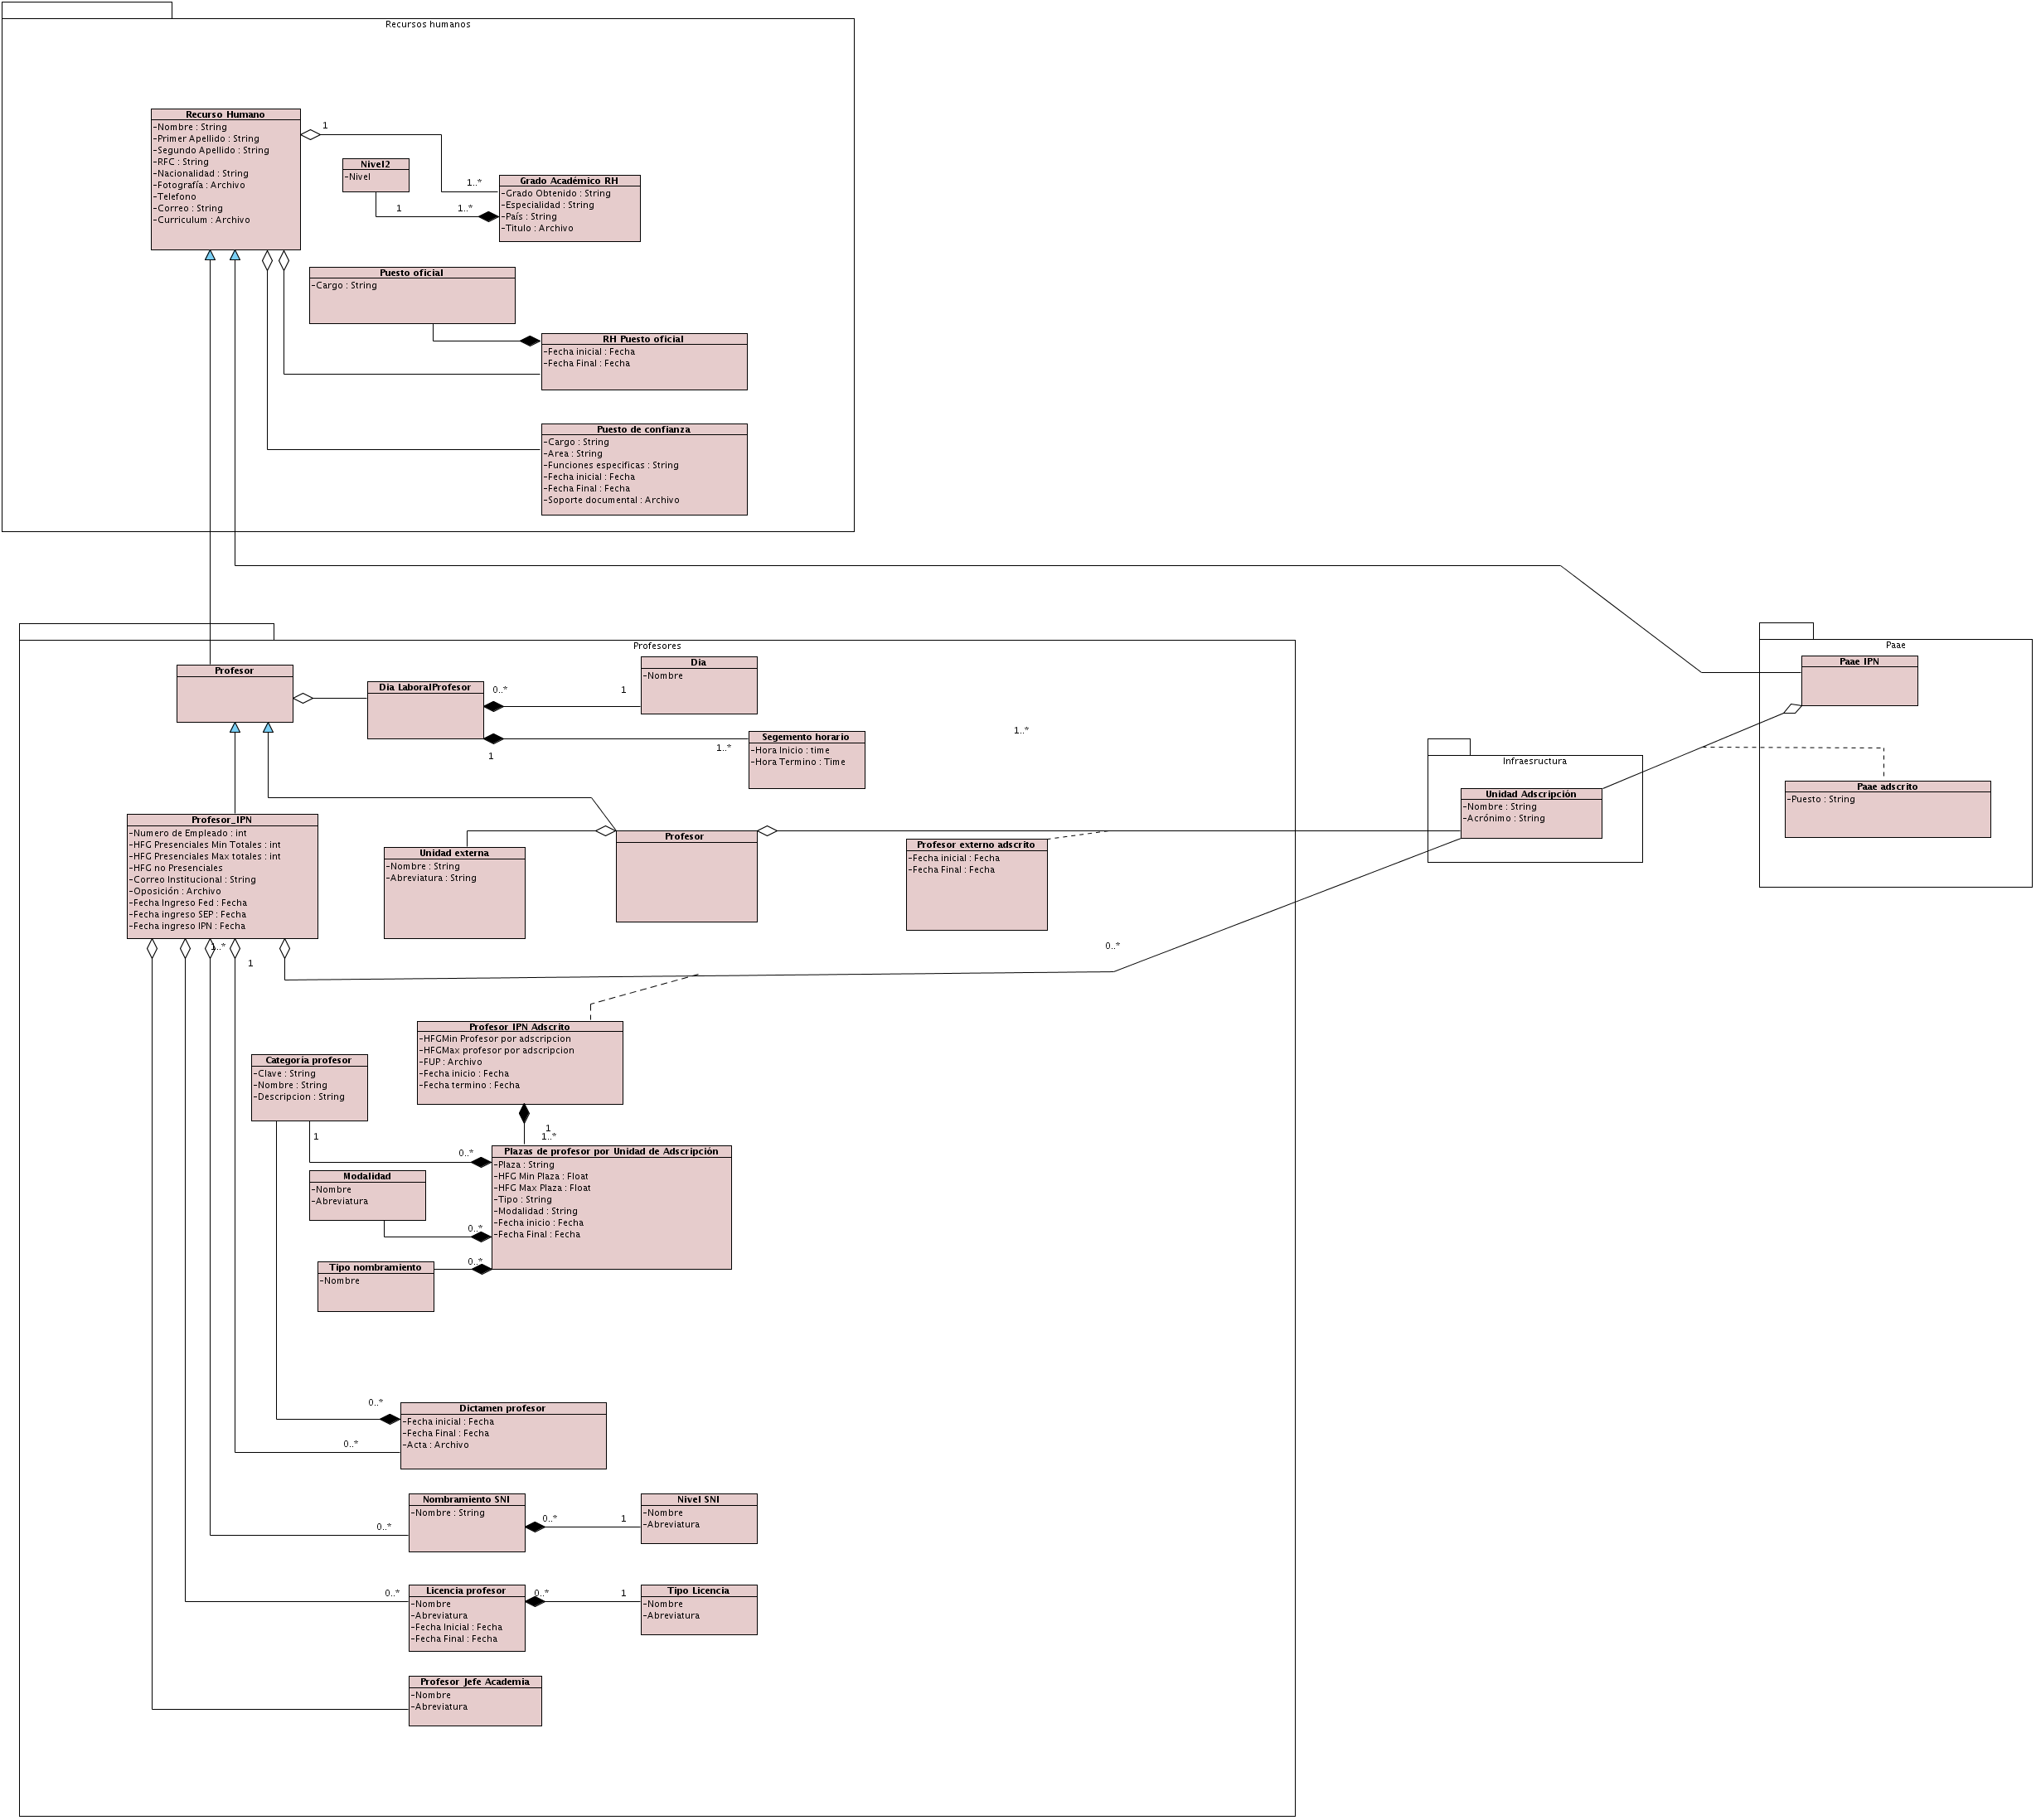 Recursos humanos
Recurso Humano
-Nombre : String
-Primer Apellido : String
-Segundo Apellido : String
-RFC : String
-Nacionalidad : String
-Fotografía : Archivo
-Telefono
-Correo : String
-Curriculum : Archivo
1
1..*
Nivel2
-Nivel
1
1..*
Grado Académico RH
-Grado Obtenido : String
-Especialidad : String
-País : String
-Titulo : Archivo
Puesto oficial
-Cargo : String
RH Puesto oficial
-Fecha inicial : Fecha
-Fecha Final : Fecha
Puesto de confianza
-Cargo : String
-Area : String
-Funciones especificas : String
-Fecha inicial : Fecha
-Fecha Final : Fecha
-Soporte documental : Archivo
Profesores
Profesor
Dia LaboralProfesor
0..*
1
Dia
-Nombre
1
1..*
Segemento horario
-Hora Inicio : time
-Hora Termino : Time
1..*
Paae
Paae IPN
Paae adscrito
-Puesto : String
Infraesructura
Unidad Adscripción
-Nombre : String
-Acrónimo : String
Profesor_IPN
-Numero de Empleado : int
-HFG Presenciales Min Totales : int
-HFG Presenciales Max totales : int
-HFG no Presenciales
-Correo Institucional : String
-Oposición : Archivo
-Fecha Ingreso Fed : Fecha
-Fecha ingreso SEP : Fecha
-Fecha ingreso IPN : Fecha
Unidad externa
-Nombre : String
-Abreviatura : String
Profesor
Profesor externo adscrito
-Fecha inicial : Fecha
-Fecha Final : Fecha
1..*
1
0..*
Profesor IPN Adscrito
-HFGMin Profesor por adscripcion
-HFGMax profesor por adscripcion
-FUP : Archivo
-Fecha inicio : Fecha
-Fecha termino : Fecha
Categoria profesor
-Clave : String
-Nombre : String
-Descripcion : String
1
1..*
1
0..*
Plazas de profesor por Unidad de Adscripción
-Plaza : String
-HFG Min Plaza : Float
-HFG Max Plaza : Float
-Tipo : String
-Modalidad : String
-Fecha inicio : Fecha
-Fecha Final : Fecha
Modalidad
-Nombre
-Abreviatura
0..*
0..*
Tipo nombramiento
-Nombre
0..*
Dictamen profesor
-Fecha inicial : Fecha
-Fecha Final : Fecha
-Acta : Archivo
0..*
Nombramiento SNI
-Nombre : String
0..*
0..*
1
Nivel SNI
-Nombre
-Abreviatura
0..*
Licencia profesor
-Nombre
-Abreviatura
-Fecha Inicial : Fecha
-Fecha Final : Fecha
0..*
1
Tipo Licencia
-Nombre
-Abreviatura
Profesor Jefe Academia
-Nombre
-Abreviatura